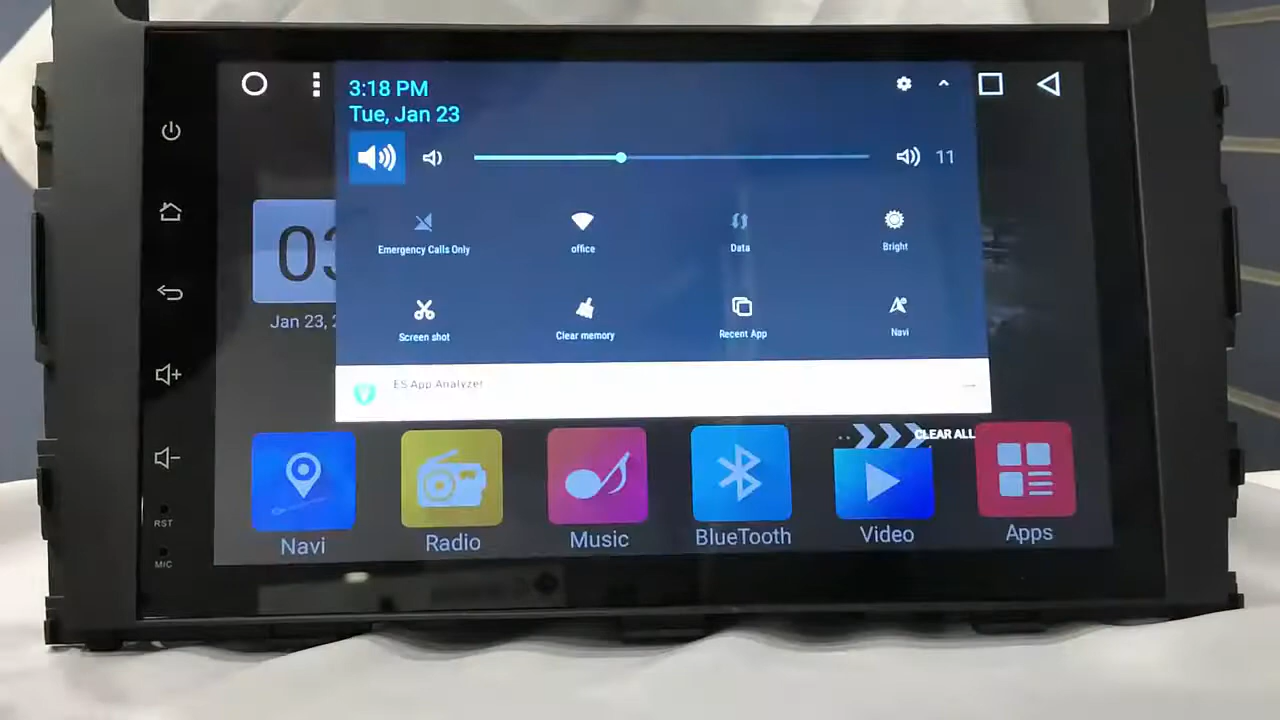 3:18 PM
Tue, Jan 23
11
Emergency Calls Only
office
Data
Bright
03
Jan 23, 2
Screen shot
Clear memory
Recent App
Navi
ES App Analyzer
CLEAR ALL
Navi
Radio
Music
BlueTooth
Video
Apps
RST
MIC